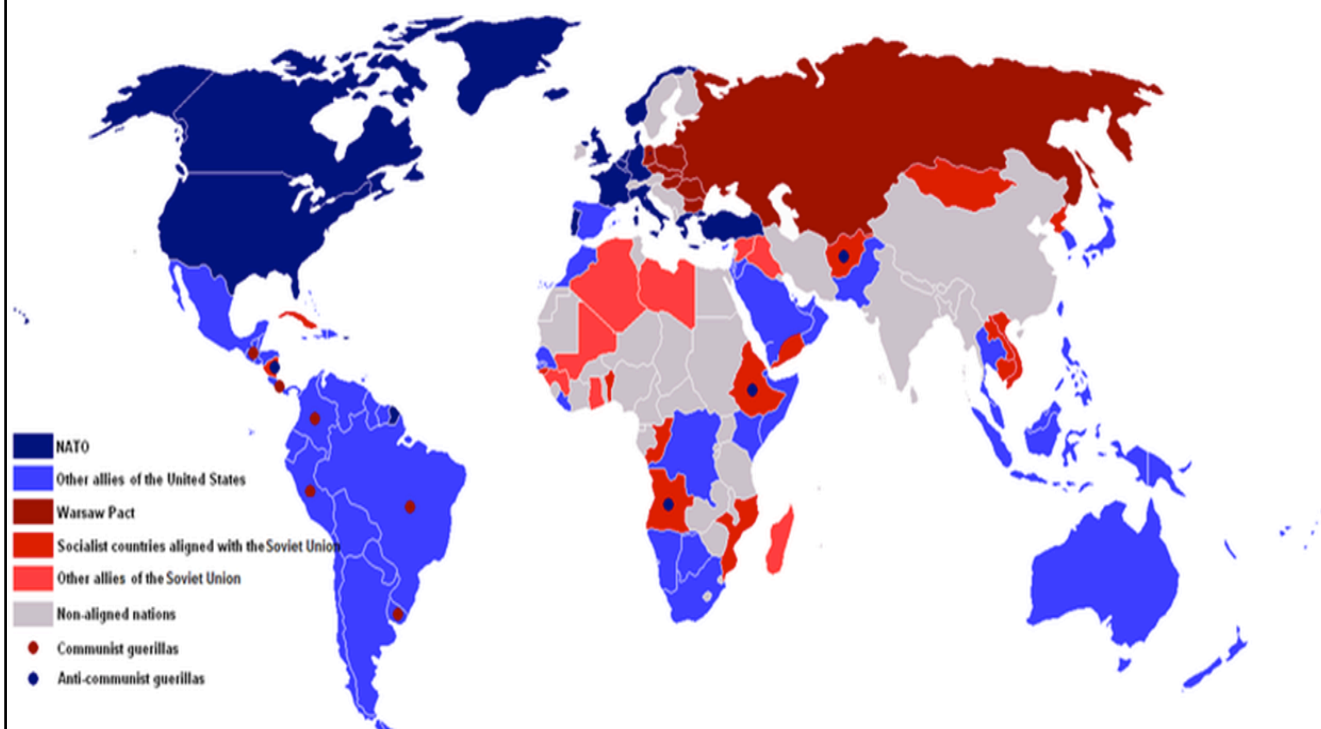 NATO
Other allies of the United States
Warsaw Pact
Socialist countries aligned with the Soviet Union
Other allies of the Soviet Union
Non-aligned nations
Communist guerillas
Anti-communist guerillas